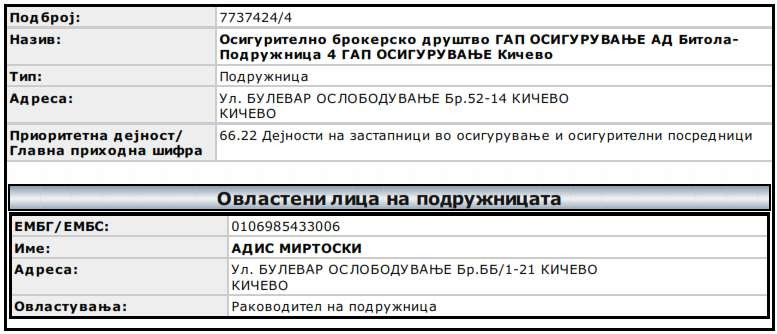 Подброј: 7737424/4
Назив: Осигурително брокерско друштво ГАП ОСИГУРУВАЊЕ АД Битола-
Подружница 4 ГАП ОСИГУРУВАЊЕ Кичево
Тип: Подружница
Адреса: Ул. БУЛЕВАР ОСЛОБОДУВАЊЕ Бр.52-14 КИЧЕВО
КИЧЕВО
Приоритетна дејност/ 66.22 Дејности на застапници во осигурување и осигурителни посредници
Главна приходна шифра
Овластени лица на подружницата
ЕМБГ/ЕМБС: 0106985433006
Име: АДИС МИРТОСКИ
Адреса: Ул. БУЛЕВАР ОСЛОБОДУВАЊЕ Бр.ББ/1-21 КИЧЕВО
КИЧЕВО
Овластувања: Раководител на подружница